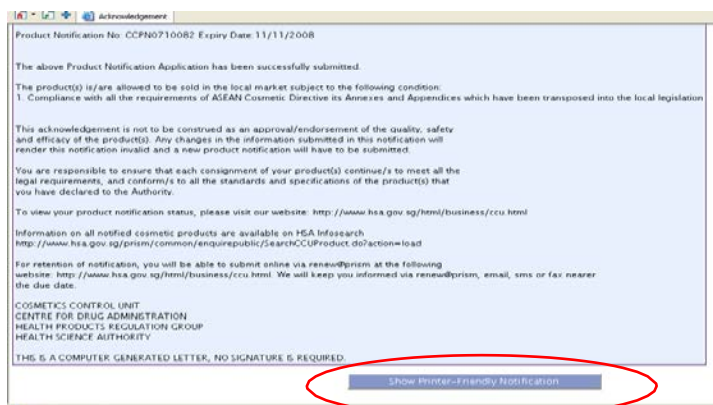 Acknowledgement
Product Notification No: CCPN0710082 Expiry Date:11/11/2008
The above Product Notification Application has been successfully submitted.
The product(s) is/are allowed to be sold in the local market subject to the following condition:
1. Compliance with all the requirements of ASEAN Cosmetic Directive its Annexes and Appendices which have been transposed into the local legislation
This acknowledgement is not to be construed as an approval/endorsement of the quality, safety
and efficacy of the product(s). Any changes in the information submitted in this notification will
render this notification invalid and a new product notification will have to be submitted.
You are responsible to ensure that each consignment of your product(s) continue/s to meet all the
legal requirements, and conform/s to all the standards and specifications of the product(s) that
you have declared to the Authority.
To view your product notification status, please visit our website: http://www.hsa.gov.sg/html/business/ccu.html
Information on all notified cosmetic products are available on HSA Infosearch
http://www.hsa.gov.sg/prism/common/enquirepublic/SearchCCUProduct.do?action=load
For retention of notification, you will be able to submit online via renew@prism at the following
website: http://www.hsa.gov.sg/html/business/ccu.html. We will keep you informed via renew@prism, email, sms or fax nearer
the due date.
COSMETICS CONTROL UNIT
CENTRE FOR DRUG ADMINISTRATION
HEALTH PRODUCTS REGULATION GROUP
HEALTH SCIENCE AUTHORITY
THIS IS A COMPUTER GENERATED LETTER, NO SIGNATURE IS REQUIRED.
Show Printer-Friendly Notification